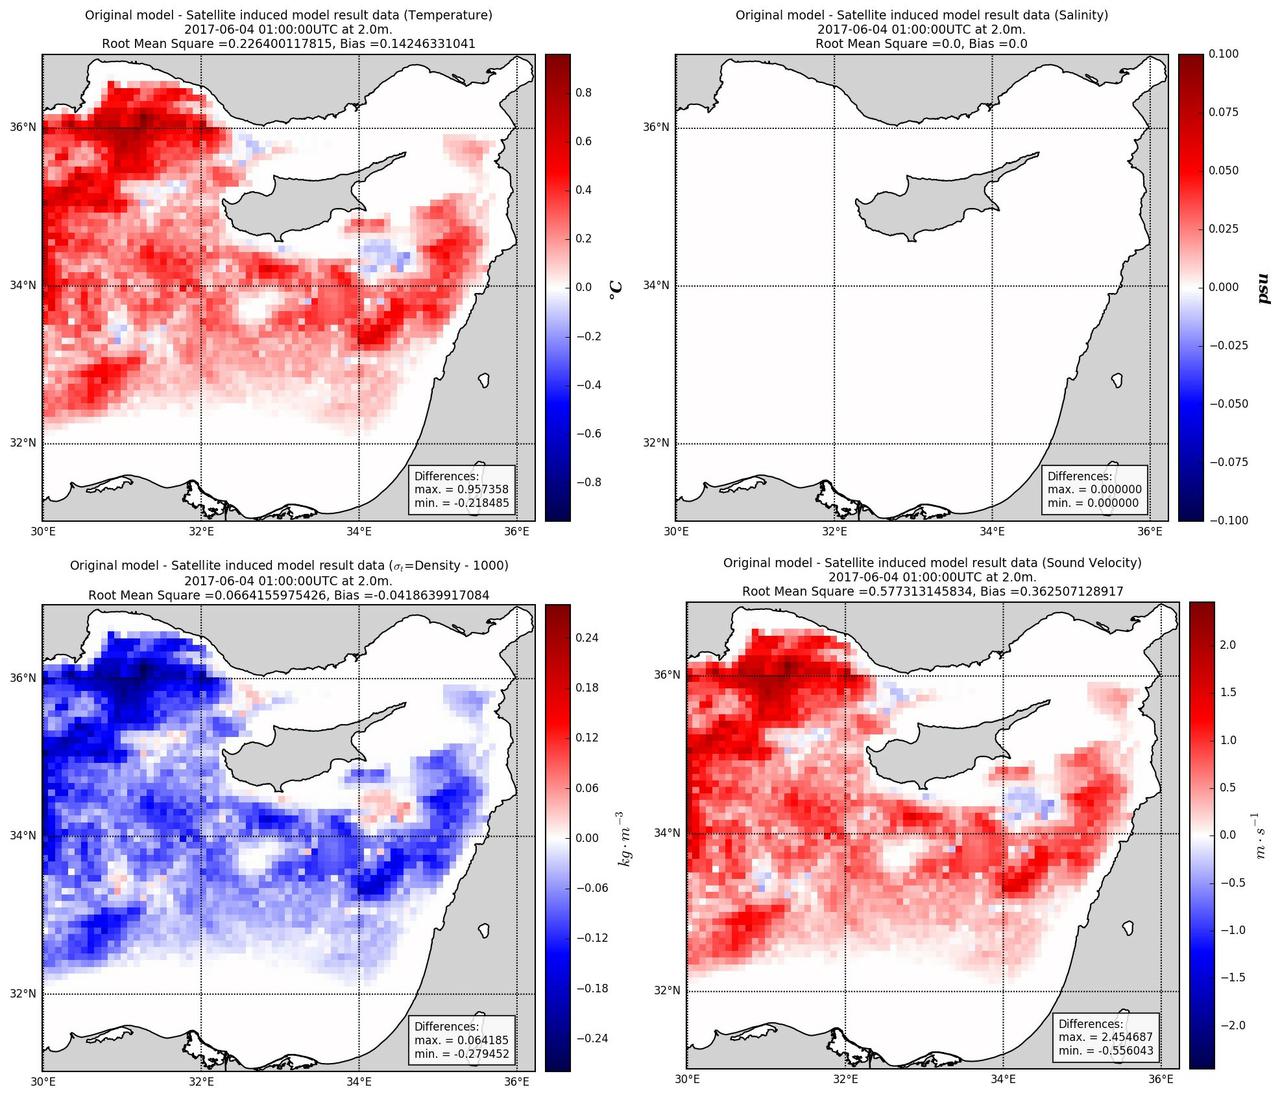 Original model - Satellite induced model result data (Temperature)
2017-06-04 01:00:00UTC at 2.0m.
Root Mean Square =0.226400117815, Bias =0.14246331041
36°N
34°N
32°N
30°E
32°E
34°E
36°E
0.8
0.6
0.4
0.2
0.0
−0.2
−0.4
−0.6
−0.8
°C
Differences:
max. = 0.957358
min. = -0.218485
Original model - Satellite induced model result data (Salinity)
2017-06-04 01:00:00UTC at 2.0m.
Root Mean Square =0.0, Bias =0.0
36°N
34°N
32°N
30°E
32°E
34°E
36°E
0.100
0.075
0.050
0.025
0.000
−0.025
−0.050
−0.075
−0.100
psu
Differences:
max. = 0.000000
min. = 0.000000
Original model - Satellite induced model result data (σt=Density - 1000)
2017-06-04 01:00:00UTC at 2.0m.
Root Mean Square =0.0664155975426, Bias =-0.0418639917084
36°N
34°N
32°N
30°E
32°E
34°E
36°E
0.24
0.18
0.12
0.06
0.00
−0.06
−0.12
−0.18
−0.24
kg · m⁻³
Differences:
max. = 0.064185
min. = -0.279452
Original model - Satellite induced model result data (Sound Velocity)
2017-06-04 01:00:00UTC at 2.0m.
Root Mean Square =0.577313145834, Bias =0.362507128917
36°N
34°N
32°N
30°E
32°E
34°E
36°E
2.0
1.5
1.0
0.5
0.0
−0.5
−1.0
−1.5
−2.0
m · s⁻¹
Differences:
max. = 2.454687
min. = -0.556043